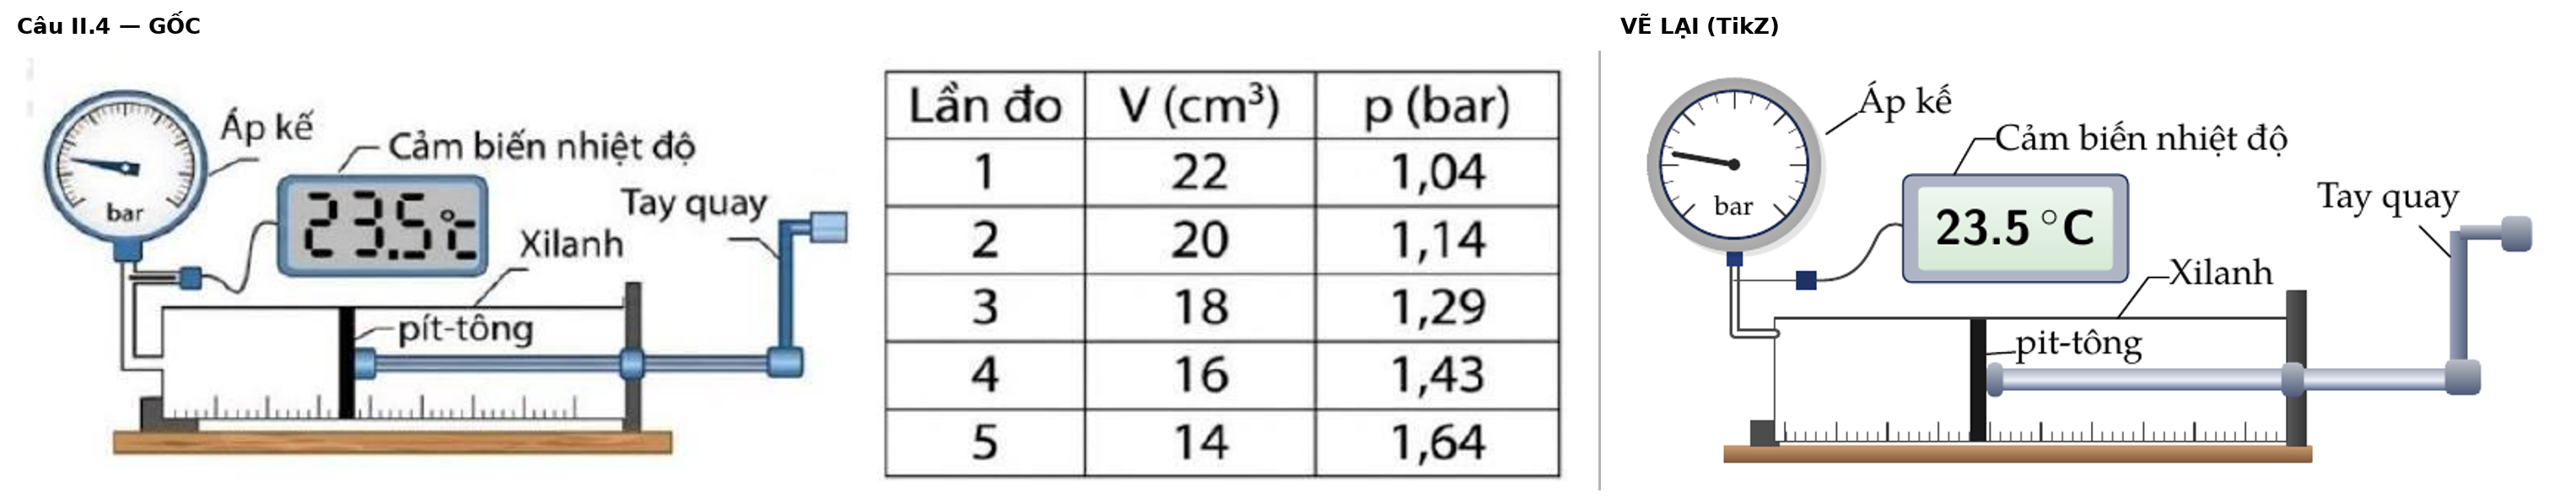 Câu II.4 — GỐC
Áp kế
Cảm biến nhiệt độ
bar
23.5°C
Tay quay
Xilanh
pít-tông
Lần đo V (cm³) p (bar)
1 22 1,04
2 20 1,14
3 18 1,29
4 16 1,43
5 14 1,64
VẼ LẠI (TikZ)
Áp kế
Cảm biến nhiệt độ
bar
23.5 °C
Tay quay
Xilanh
pit-tông